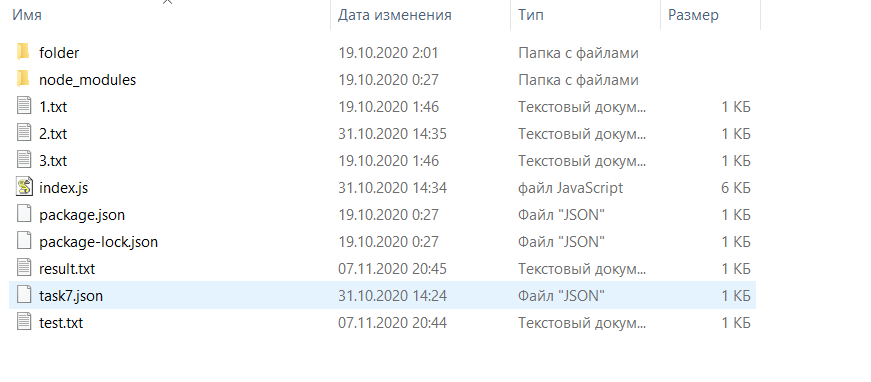 Имя Дата изменения Тип Размер
folder 19.10.2020 2:01 Папка с файлами
node_modules 19.10.2020 0:27 Папка с файлами
1.txt 19.10.2020 1:46 Текстовый докум... 1 КБ
2.txt 31.10.2020 14:35 Текстовый докум... 1 КБ
3.txt 19.10.2020 1:46 Текстовый докум... 1 КБ
index.js 31.10.2020 14:34 файл JavaScript 6 КБ
package.json 19.10.2020 0:27 Файл "JSON" 1 КБ
package-lock.json 19.10.2020 0:27 Файл "JSON" 1 КБ
result.txt 07.11.2020 20:45 Текстовый докум... 1 КБ
task7.json 31.10.2020 14:24 Файл "JSON" 1 КБ
test.txt 07.11.2020 20:44 Текстовый докум... 1 КБ